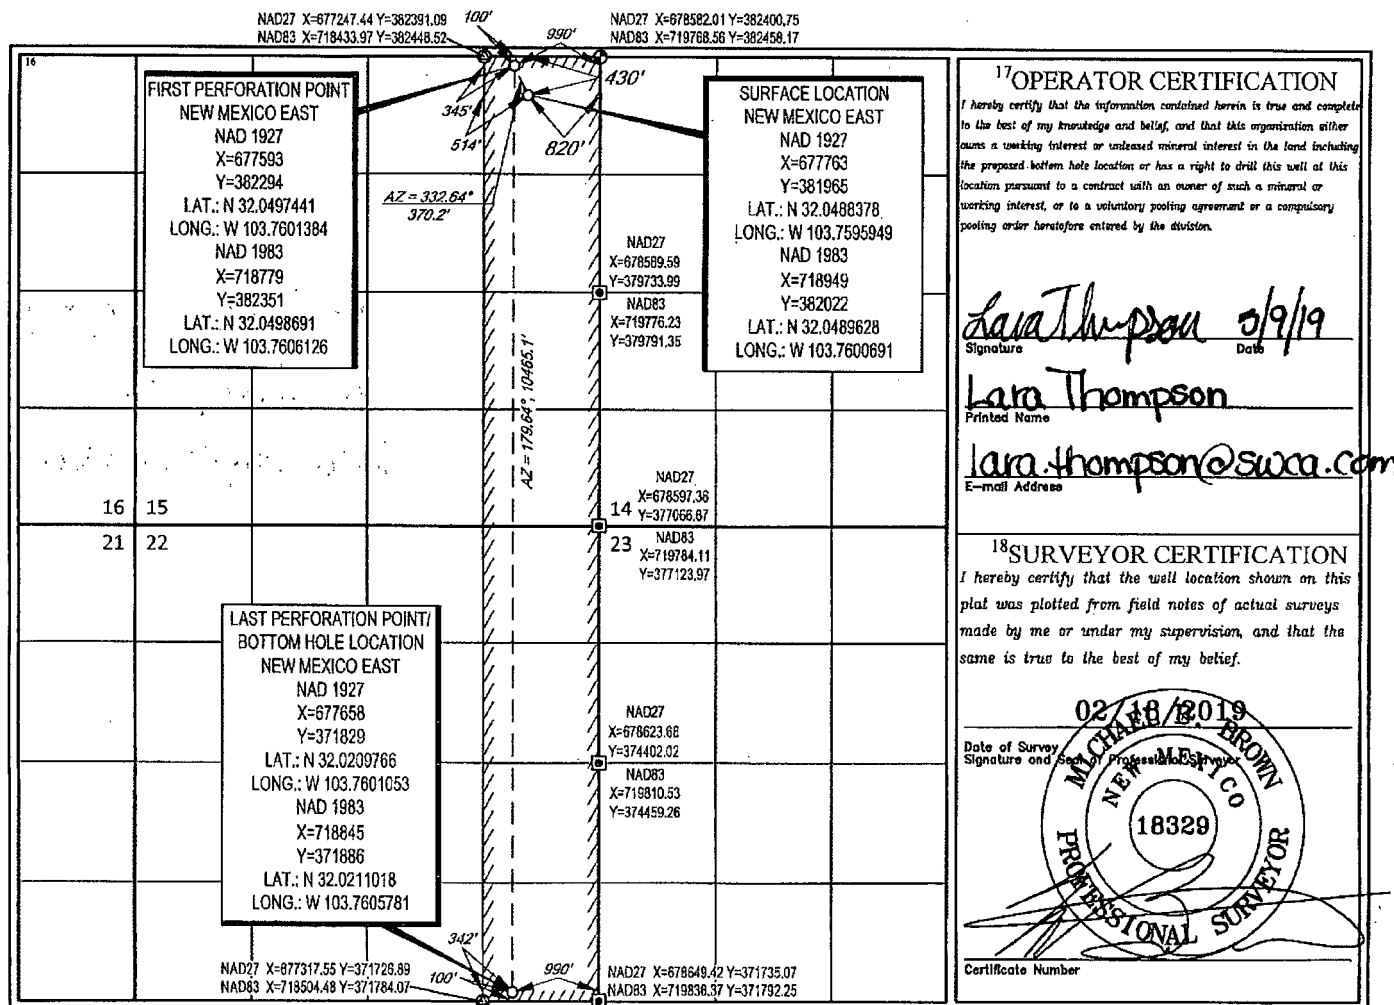 NAD27 X=677247.44 Y=382391.09
NAD83 X=718433.97 Y=382448.52
100'
990'
NAD27 X=678582.01 Y=382400.75
NAD83 X=719768.56 Y=382458.17
16
FIRST PERFORATION POINT
NEW MEXICO EAST
NAD 1927
X=677593
Y=382294
LAT.: N 32.0497441
LONG.: W 103.7601384
NAD 1983
X=718779
Y=382351
LAT.: N 32.0498691
LONG.: W 103.7606126
345'
514'
430'
820'
AZ = 332.64°
370.2'
SURFACE LOCATION
NEW MEXICO EAST
NAD 1927
X=677763
Y=381965
LAT.: N 32.0488378
LONG.: W 103.7595949
NAD 1983
X=718949
Y=382022
LAT.: N 32.0489628
LONG.: W 103.7600691
NAD27
X=678589.59
Y=379733.99
NAD83
X=719776.23
Y=379791.35
AZ = 179.64°, 10465.1'
16 15
21 22
14
23
NAD27
X=678597.36
Y=377066.87
NAD83
X=719784.11
Y=377123.97
LAST PERFORATION POINT/
BOTTOM HOLE LOCATION
NEW MEXICO EAST
NAD 1927
X=677658
Y=371829
LAT.: N 32.0209766
LONG.: W 103.7601053
NAD 1983
X=718845
Y=371886
LAT.: N 32.0211018
LONG.: W 103.7605781
NAD27
X=678623.68
Y=374402.02
NAD83
X=719810.53
Y=374459.26
342'
100'
990'
NAD27 X=677317.55 Y=371726.89
NAD83 X=718504.48 Y=371784.07
NAD27 X=678649.42 Y=371735.07
NAD83 X=719836.37 Y=371792.25
17 OPERATOR CERTIFICATION
I hereby certify that the information contained herein is true and complete
to the best of my knowledge and belief, and that this organization either
owns a working interest or unleased mineral interest in the land including
the proposed bottom hole location or has a right to drill this well at this
location pursuant to a contract with an owner of such a mineral or
working interest, or to a voluntary pooling agreement or a compulsory
pooling order heretofore entered by the division.
Lara Thompson 3/9/19
Signature Date
Lara Thompson
Printed Name
lara.thompson@swca.com
E-mail Address
18 SURVEYOR CERTIFICATION
I hereby certify that the well location shown on this
plat was plotted from field notes of actual surveys
made by me or under my supervision, and that the
same is true to the best of my belief.
02/18/2019
Date of Survey
Signature and Seal of Professional Surveyor
MICHAEL B. BROWN
NEW MEXICO
18329
PROFESSIONAL SURVEYOR
Certificate Number